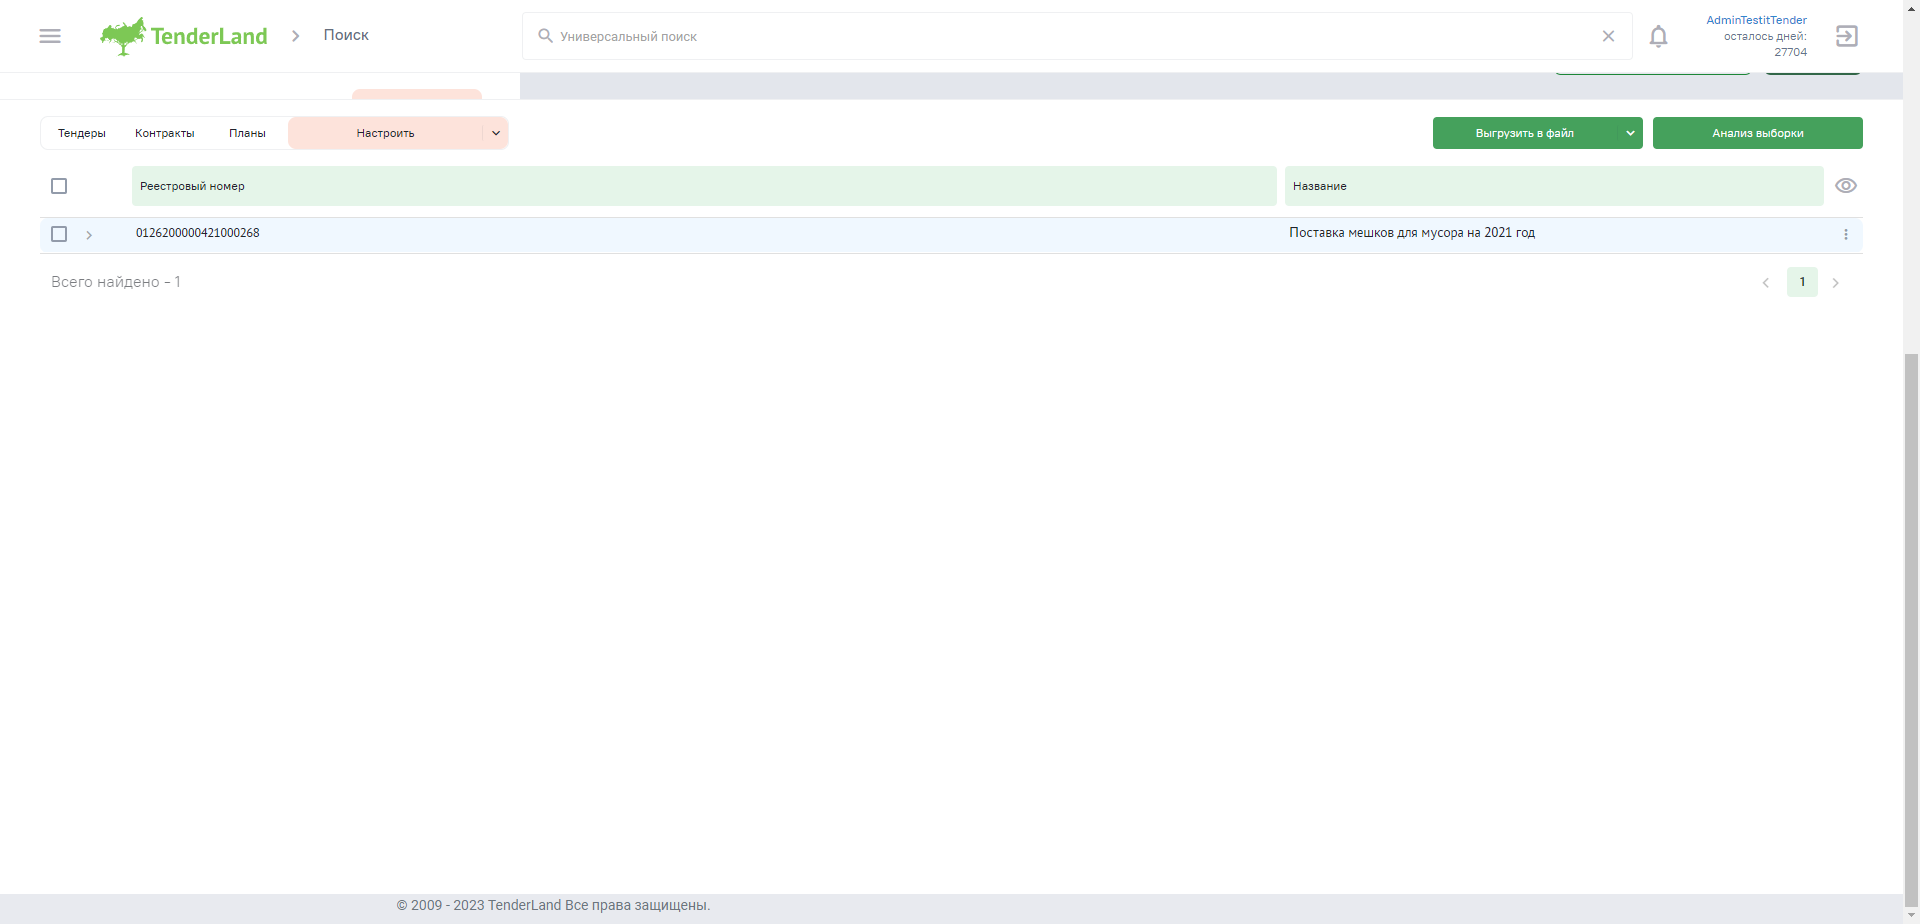 TenderLand
Поиск
Универсальный поиск
AdminTestitTender
осталось дней:
27704
Тендеры Контракты Планы Настроить
Выгрузить в файл Анализ выборки
Реестровый номер Название
0126200000421000268 Поставка мешков для мусора на 2021 год
Всего найдено - 1
1
© 2009 - 2023 TenderLand Все права защищены.